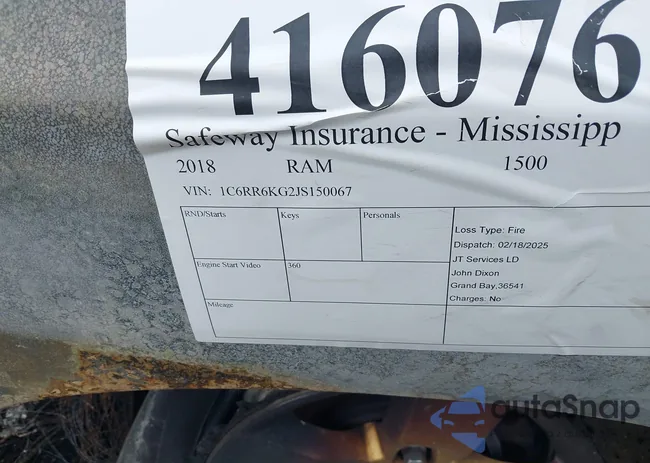 416076
Safeway Insurance - Mississipp
2018 RAM 1500
VIN: 1C6RR6KG2JS150067
RND/Starts Keys Personals
Loss Type: Fire
Dispatch: 02/18/2025
JT Services LD
Engine Start Video 360
John Dixon
Grand Bay,36541
Charges: No
Mileage
autoSnap